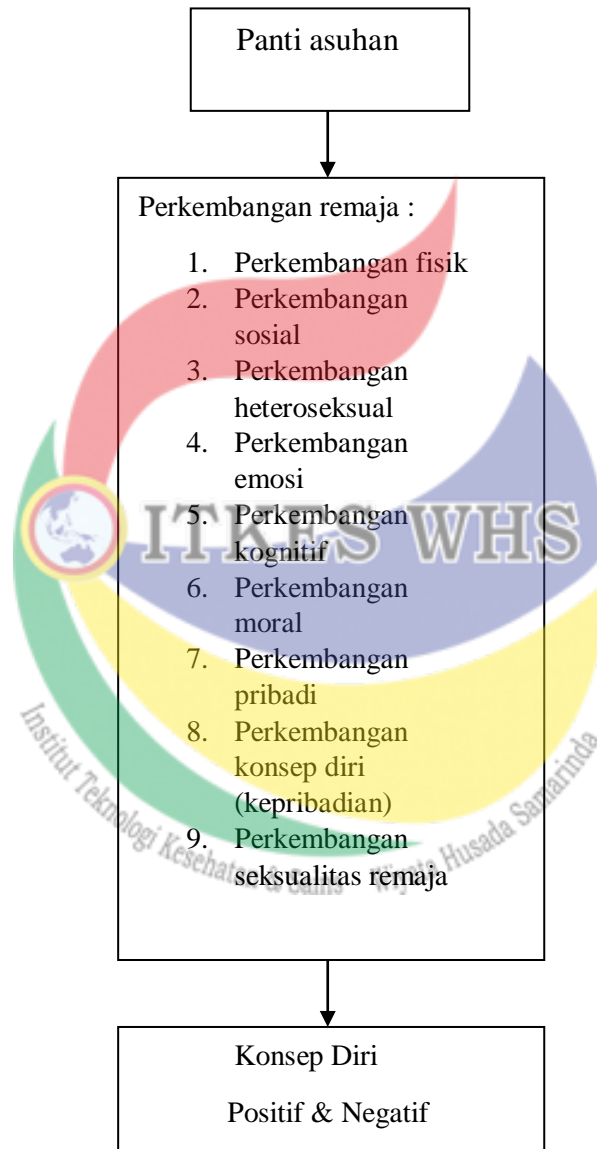 Panti asuhan
Perkembangan remaja :
1. Perkembangan fisik
2. Perkembangan
sosial
3. Perkembangan
heteroseksual
4. Perkembangan
emosi
5. Perkembangan
kognitif
6. Perkembangan
moral
7. Perkembangan
pribadi
8. Perkembangan
konsep diri
(kepribadian)
9. Perkembangan
seksualitas remaja
ITKES WHS
Institut Teknologi Kesehatan & Sains Wiyata Husada Samarinda
Konsep Diri
Positif & Negatif